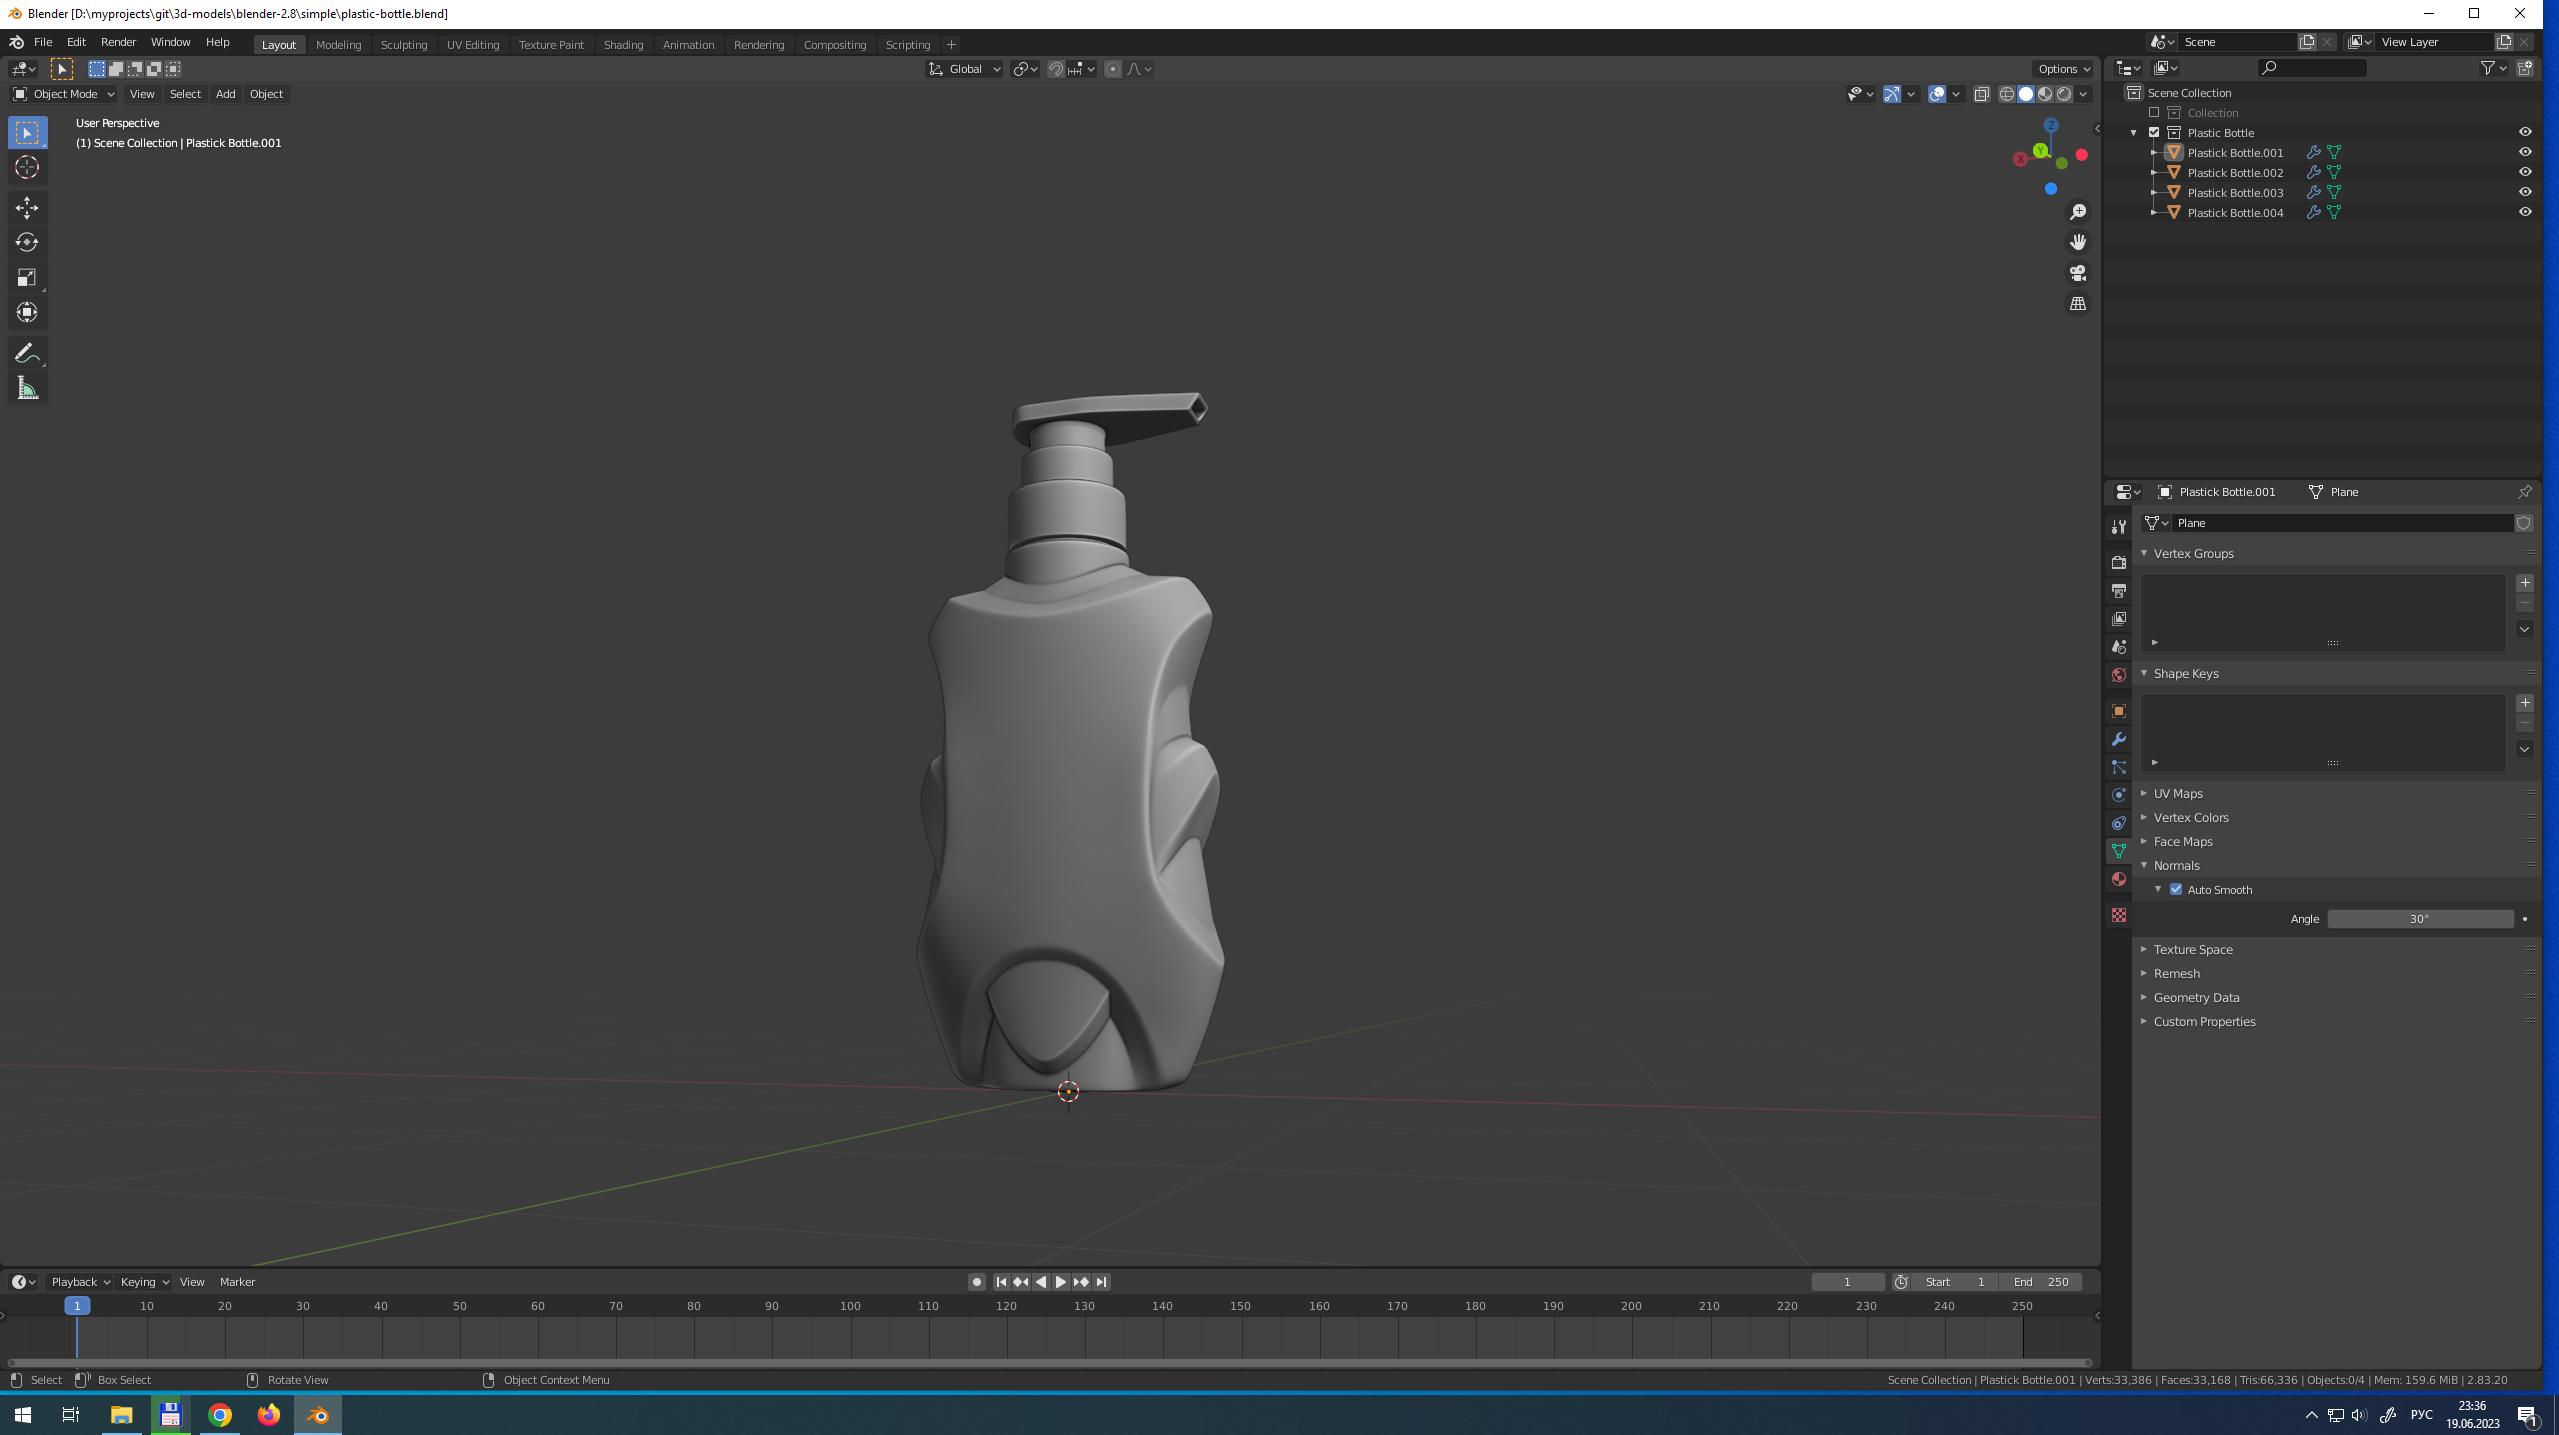 Blender [D:\myprojects\git\3d-models\blender-2.8\simple\plastic-bottle.blend]
File Edit Render Window Help Layout Modeling Sculpting UV Editing Texture Paint Shading Animation Rendering Compositing Scripting + Scene View Layer
Global Options
Object Mode View Select Add Object
User Perspective
(1) Scene Collection | Plastick Bottle.001
Z
Y
X
Scene Collection
Collection
Plastic Bottle
Plastick Bottle.001
Plastick Bottle.002
Plastick Bottle.003
Plastick Bottle.004
Plastick Bottle.001 Plane
Plane
Vertex Groups
Shape Keys
UV Maps
Vertex Colors
Face Maps
Normals
Auto Smooth
Angle 30°
Texture Space
Remesh
Geometry Data
Custom Properties
Playback Keying View Marker 1 Start 1 End 250
1 10 20 30 40 50 60 70 80 90 100 110 120 130 140 150 160 170 180 190 200 210 220 230 240 250
Select Box Select Rotate View Object Context Menu Scene Collection | Plastick Bottle.001 | Verts:33,386 | Faces:33,168 | Tris:66,336 | Objects:0/4 | Mem: 159.6 MiB | 2.83.20
РУС
23:36
19.06.2023
1